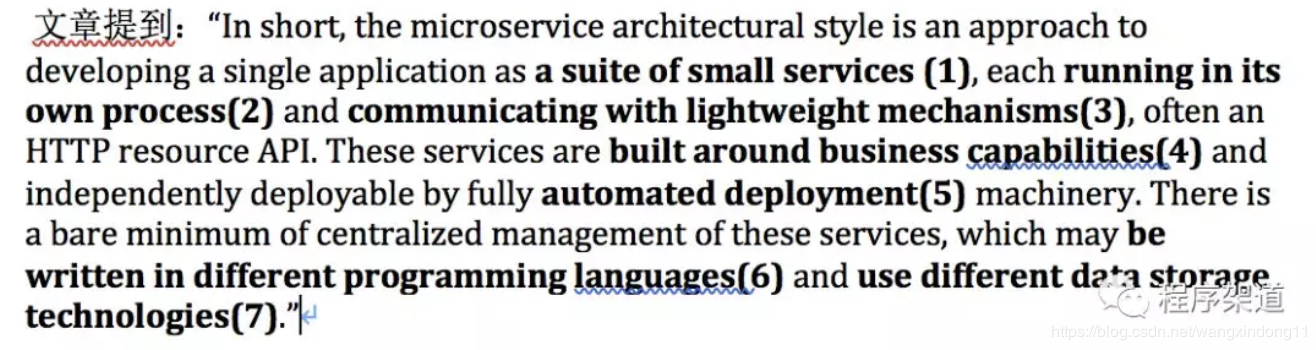 文章提到：“In short, the microservice architectural style is an approach to
developing a single application as a suite of small services (1), each running in its
own process(2) and communicating with lightweight mechanisms(3), often an
HTTP resource API. These services are built around business capabilities(4) and
independently deployable by fully automated deployment(5) machinery. There is
a bare minimum of centralized management of these services, which may be
written in different programming languages(6) and use different data storage
technologies(7).”
程序架道
https://blog.csdn.net/wangxindong11